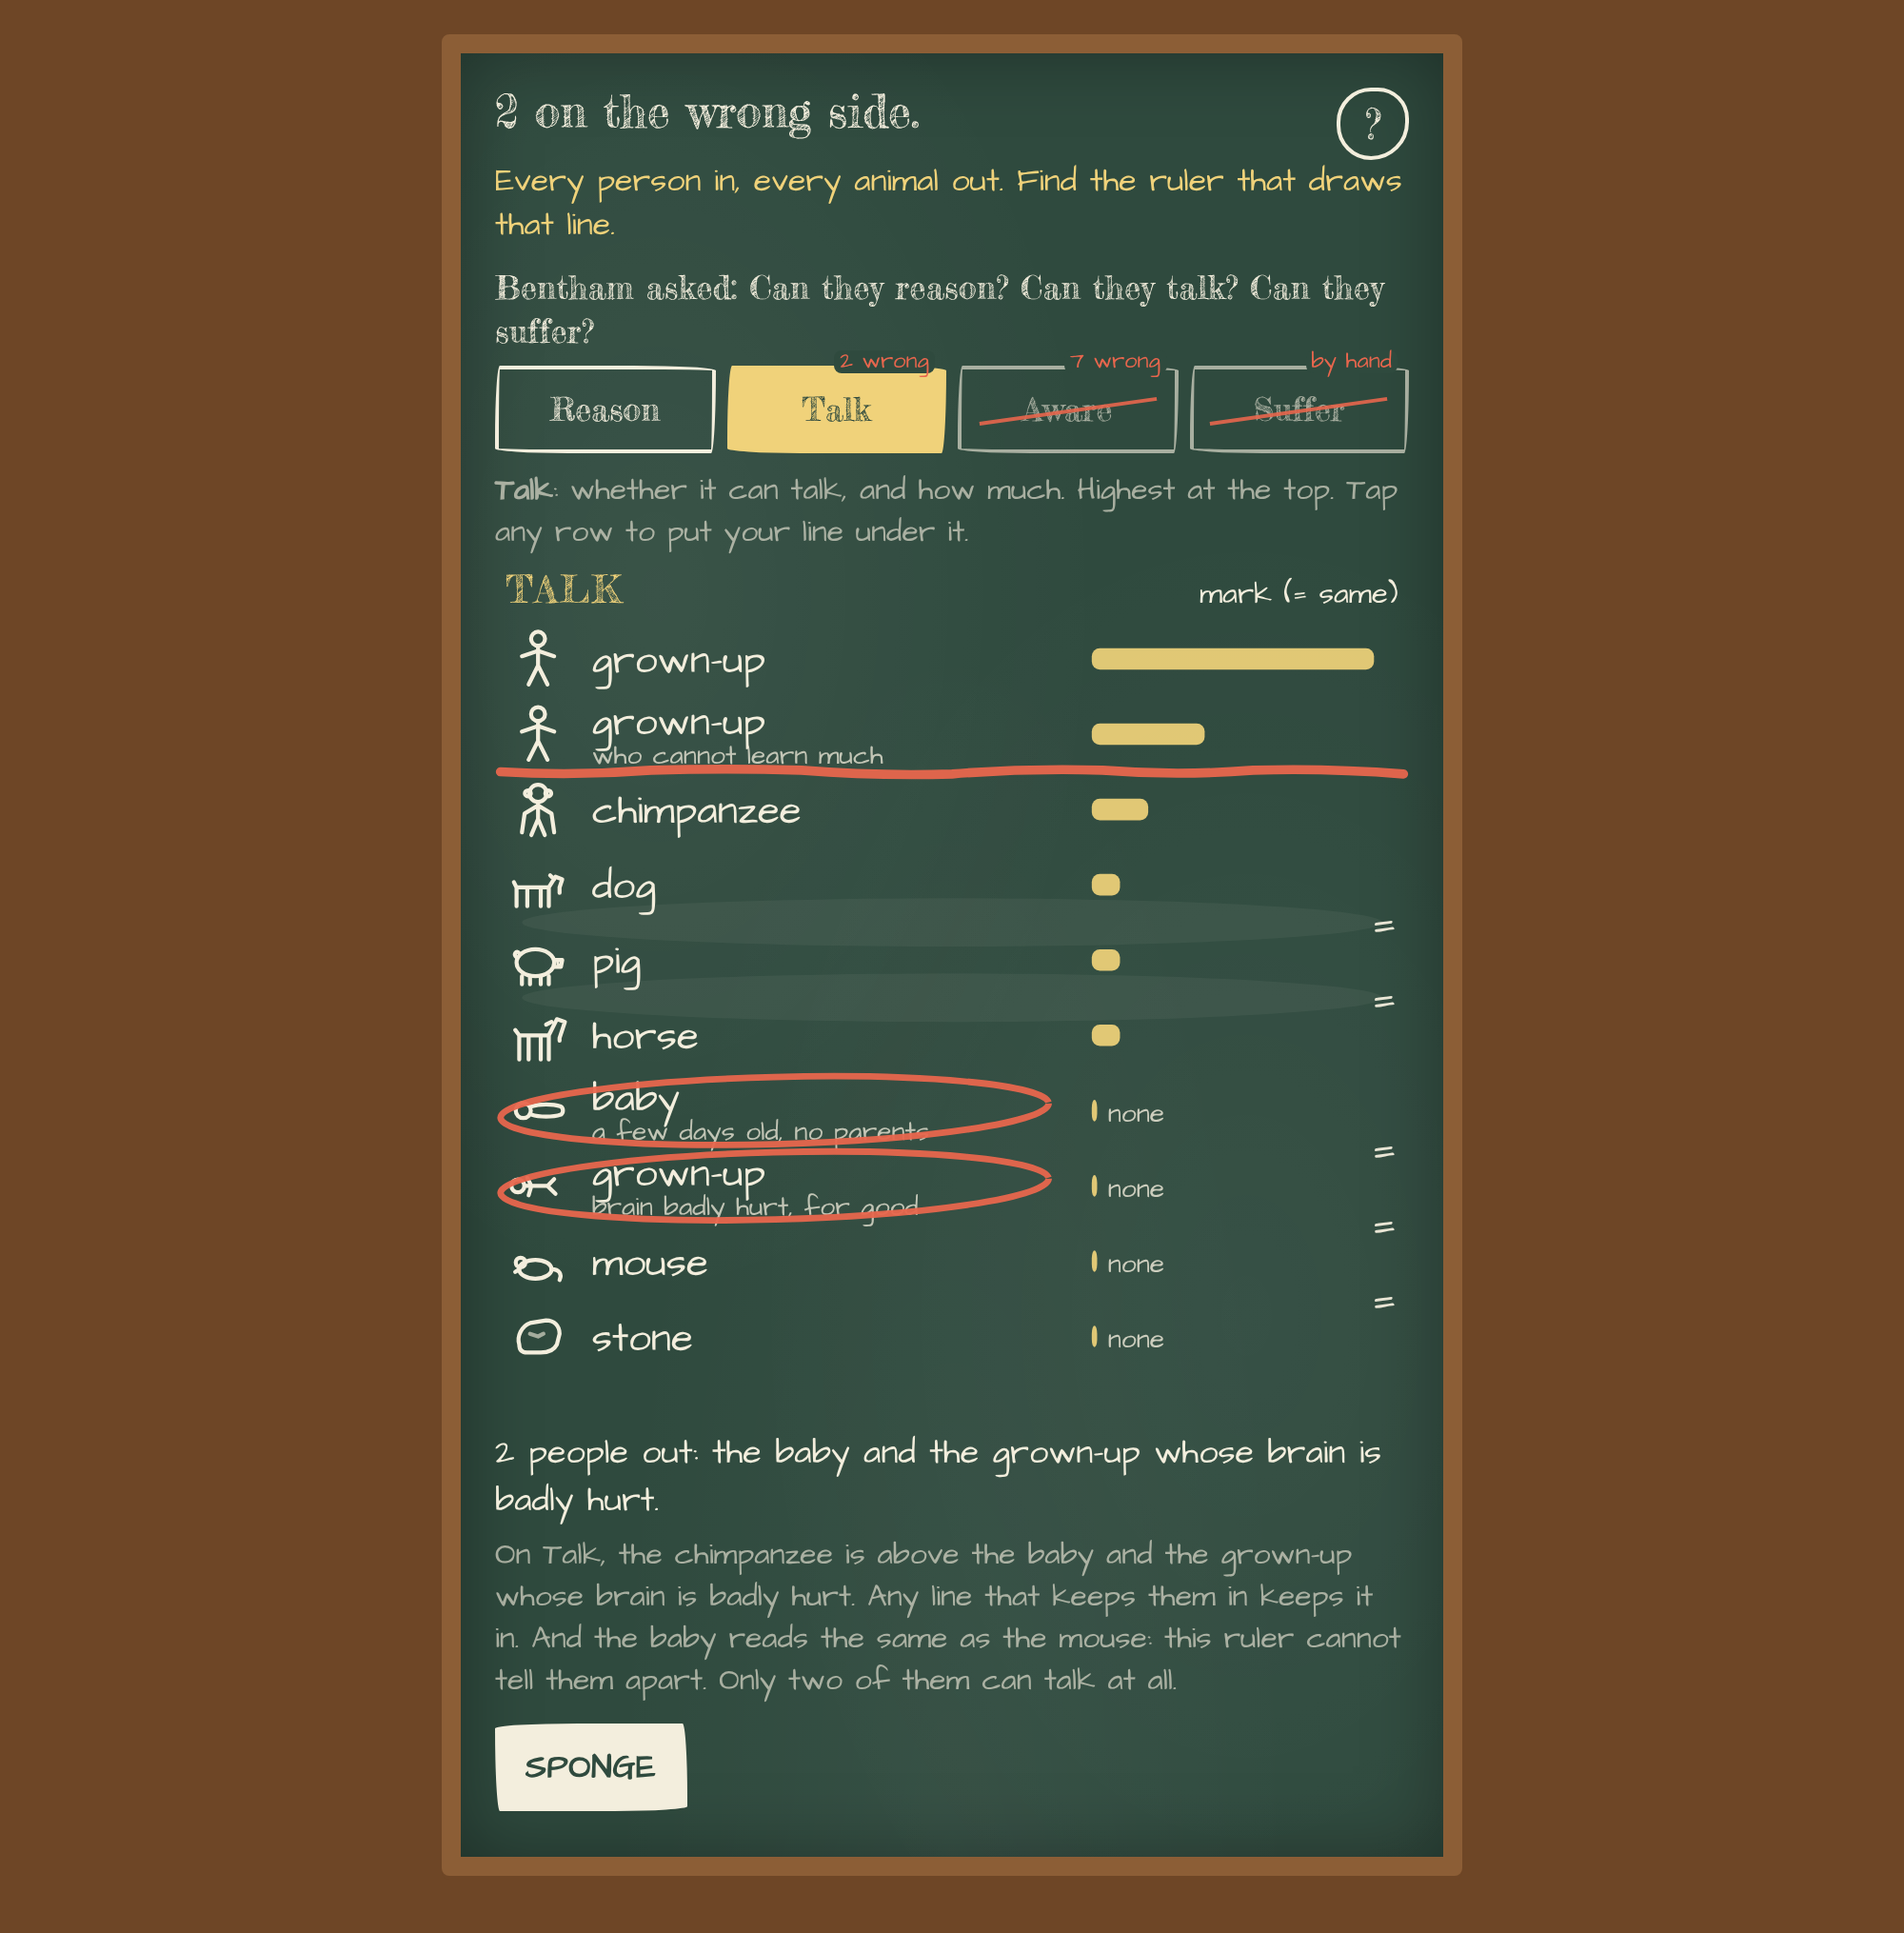 2 on the wrong side.
?
Every person in, every animal out. Find the ruler that draws
that line.
Bentham asked: Can they reason? Can they talk? Can they
suffer?
2 wrong 7 wrong by hand
Reason Talk Aware Suffer
Talk: whether it can talk, and how much. Highest at the top. Tap
any row to put your line under it.
TALK mark (= same)
grown-up
grown-up
who cannot learn much
chimpanzee
dog
=
pig
=
horse
baby
a few days old, no parents
none
=
grown-up
brain badly hurt, for good
none
=
mouse none
=
stone none
2 people out: the baby and the grown-up whose brain is
badly hurt.
On Talk, the chimpanzee is above the baby and the grown-up
whose brain is badly hurt. Any line that keeps them in keeps it
in. And the baby reads the same as the mouse: this ruler cannot
tell them apart. Only two of them can talk at all.
SPONGE